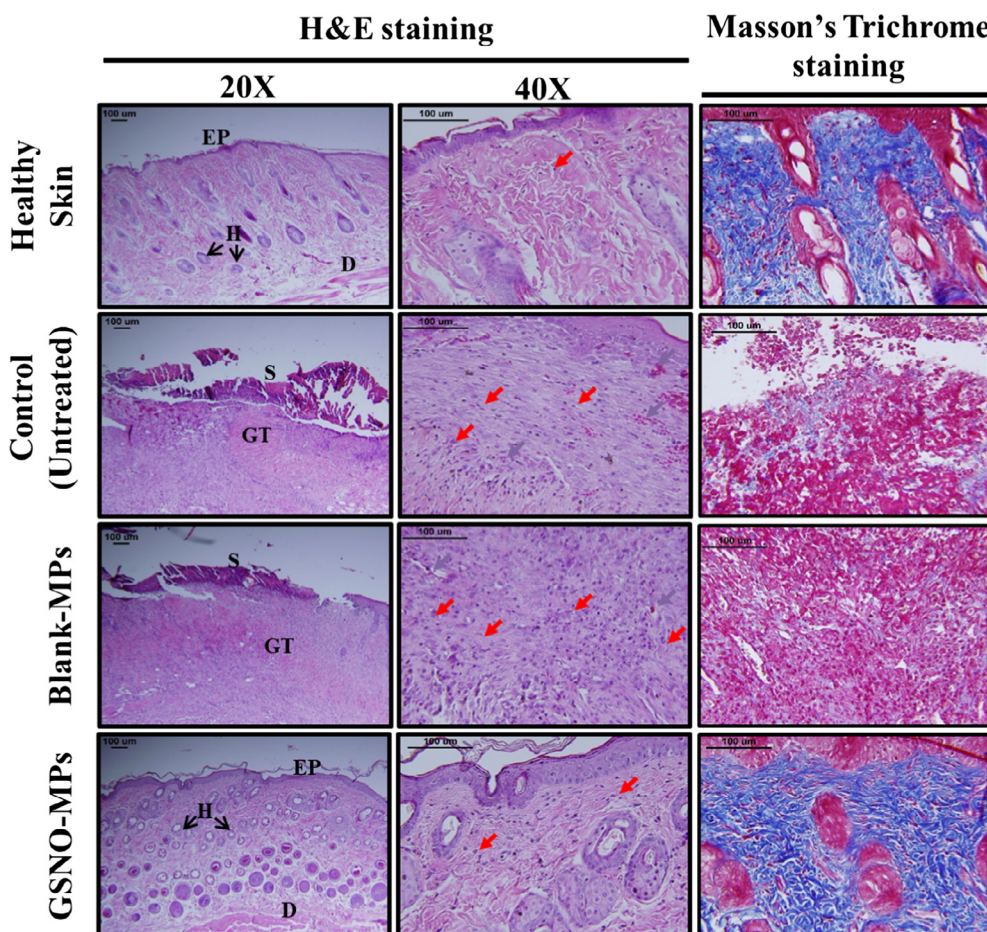 H&E staining
Masson's Trichrome
staining
20X
40X
Healthy
Skin
100 um
EP
H
D
100 um
100 um
Control
(Untreated)
100 um
S
GT
100 um
100 um
Blank-MPs
100 um
S
GT
100 um
100 um
GSNO-MPs
100 um
EP
H
D
100 um
100 um